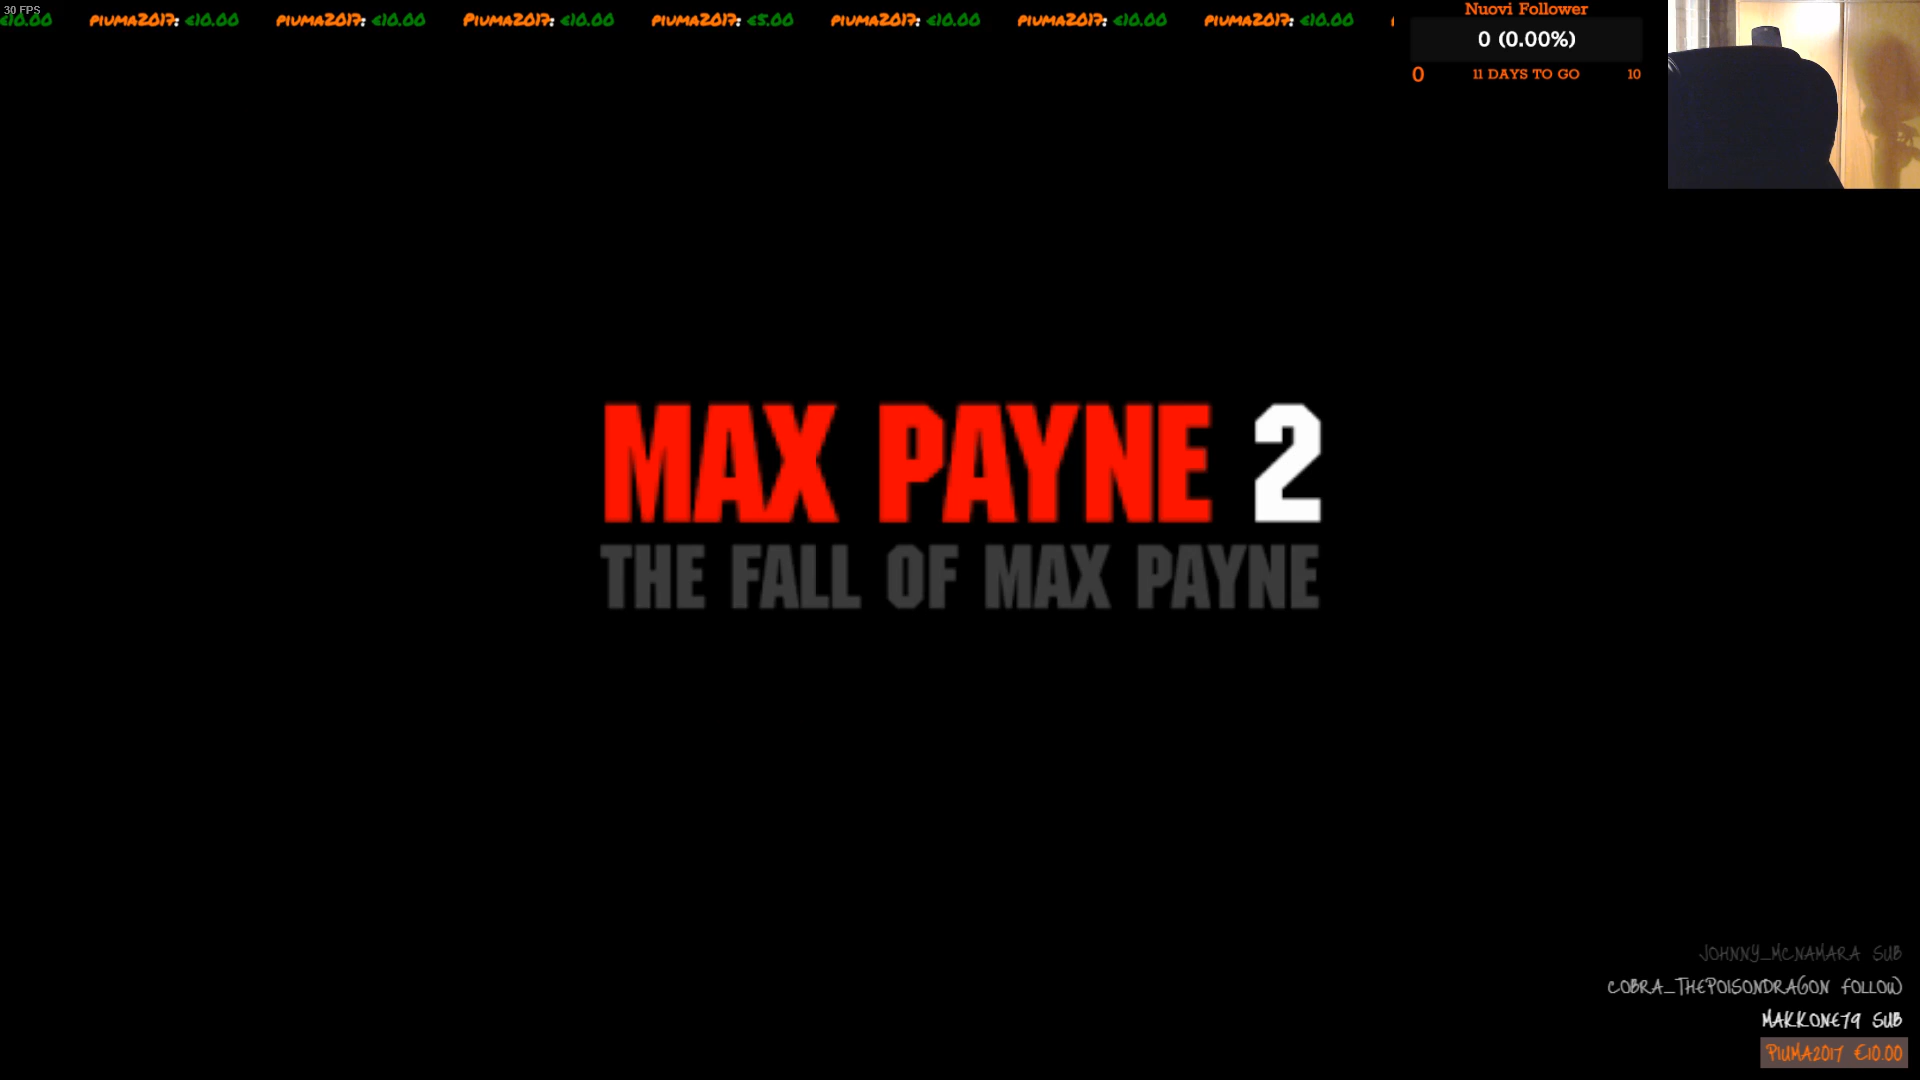 30 FPS
€10.00 piuma2017: €10.00 piuma2017: €10.00 Piuma2017: €10.00 piuma2017: €5.00 piuma2017: €10.00 piuma2017: €10.00 piuma2017: €10.00
Nuovi Follower
0 (0.00%)
0 11 DAYS TO GO 10
MAX PAYNE 2
THE FALL OF MAX PAYNE
JOHNNY_MCNAMARA SUB
COBRA_THEPOISONDRAGON FOLLOW
MAKKONE79 SUB
PIUMA2017 €10.00